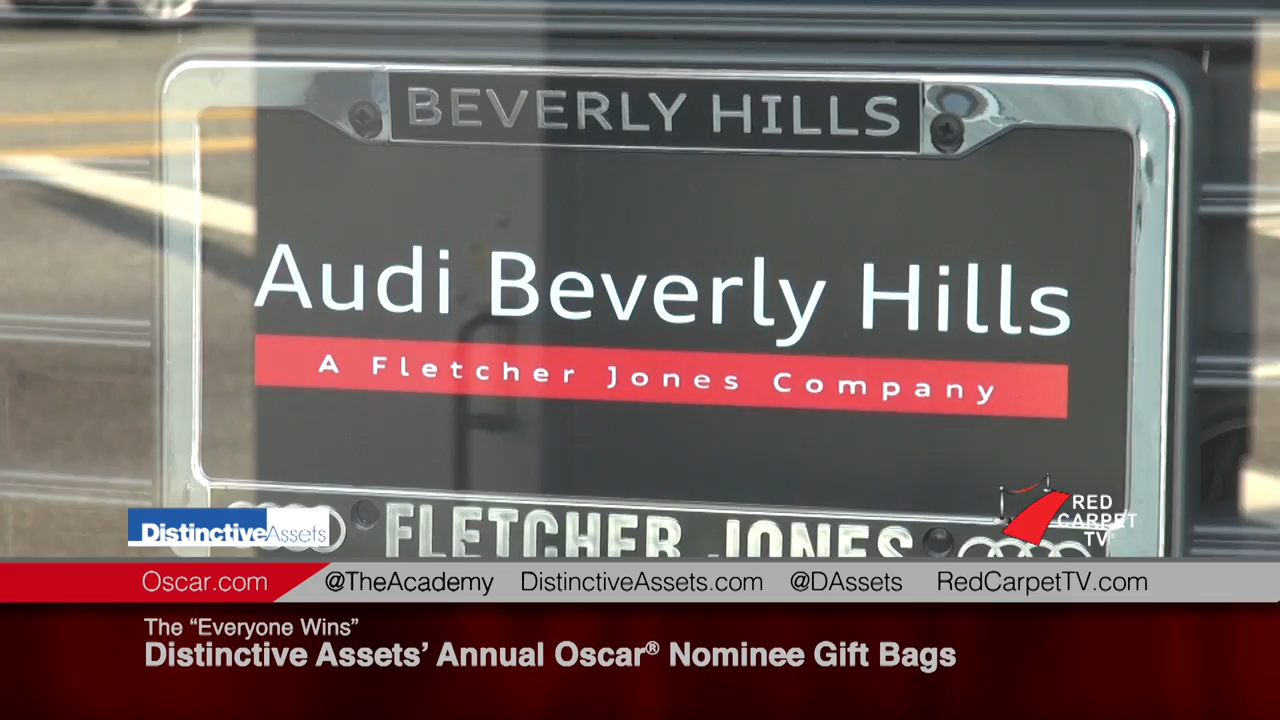 BEVERLY HILLS
Audi Beverly Hills
A Fletcher Jones Company
FLETCHER JONES
DistinctiveAssets
RED
CARPET
TV
Oscar.com @TheAcademy DistinctiveAssets.com @DAssets RedCarpetTV.com
The “Everyone Wins”
Distinctive Assets’ Annual Oscar® Nominee Gift Bags